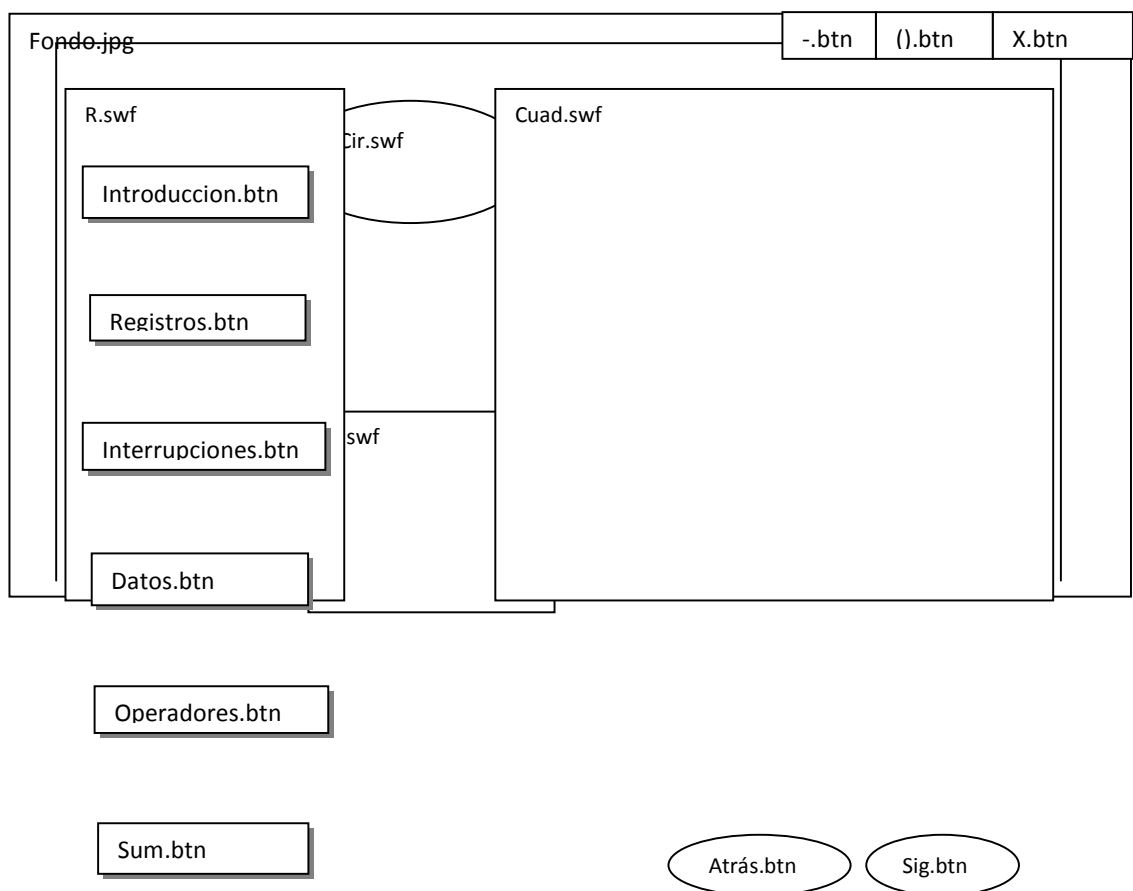 Fondo.jpg
-.btn
().btn
X.btn
R.swf
Cir.swf
Cuad.swf
Introduccion.btn
Registros.btn
Interrupciones.btn
swf
Datos.btn
Operadores.btn
Sum.btn
Atrás.btn
Sig.btn